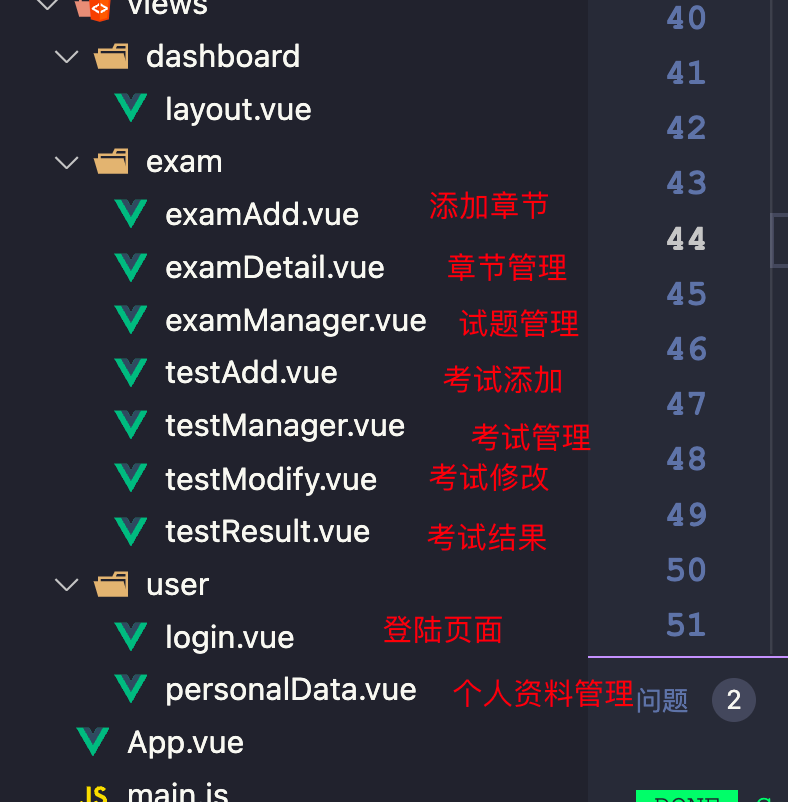 views
40
dashboard
41
layout.vue
42
exam
43
examAdd.vue 添加章节
44
examDetail.vue 章节管理
45
examManager.vue 试题管理
46
testAdd.vue 考试添加
47
testManager.vue 考试管理
48
testModify.vue 考试修改
49
testResult.vue 考试结果
50
user
51
login.vue 登陆页面
personalData.vue 个人资料管理
问题 2
App.vue
JS main.js
DONE